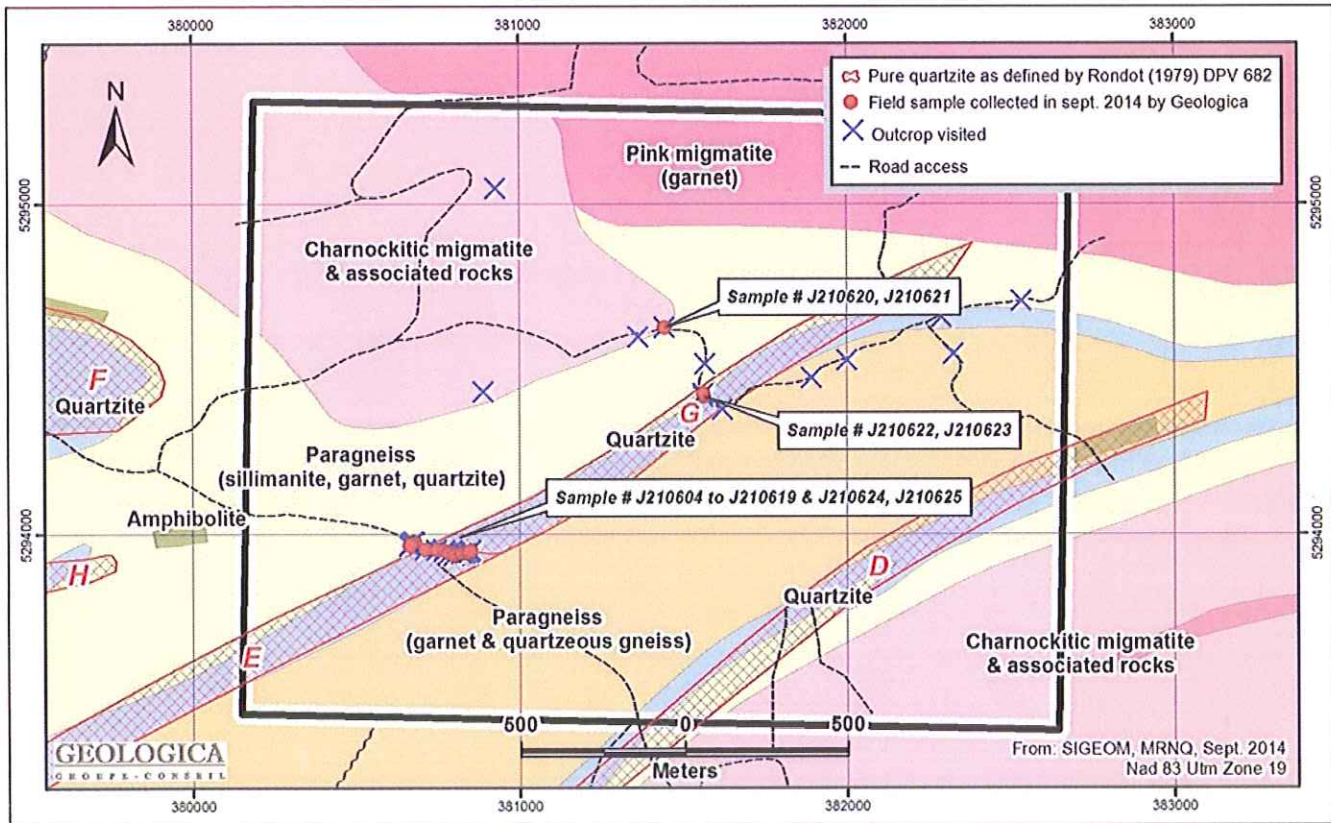 380000
381000
382000
383000
N
Pure quartzite as defined by Rondot (1979) DPV 682
Field sample collected in sept. 2014 by Geologica
Outcrop visited
Road access
Pink migmatite
(garnet)
5295000
5295000
Charnockitic migmatite
& associated rocks
Sample # J210620, J210621
F
Quartzite
G
Quartzite
Sample # J210622, J210623
Paragneiss
(sillimanite, garnet, quartzite)
Sample # J210604 to J210619 & J210624, J210625
Amphibolite
5294000
5294000
H
D
Quartzite
Paragneiss
(garnet & quartzeous gneiss)
Charnockitic migmatite
& associated rocks
E
500
0
500
Meters
GEOLOGICA
GROUPE-CONSEIL
From: SIGEOM, MRNQ, Sept. 2014
Nad 83 Utm Zone 19
380000
381000
382000
383000